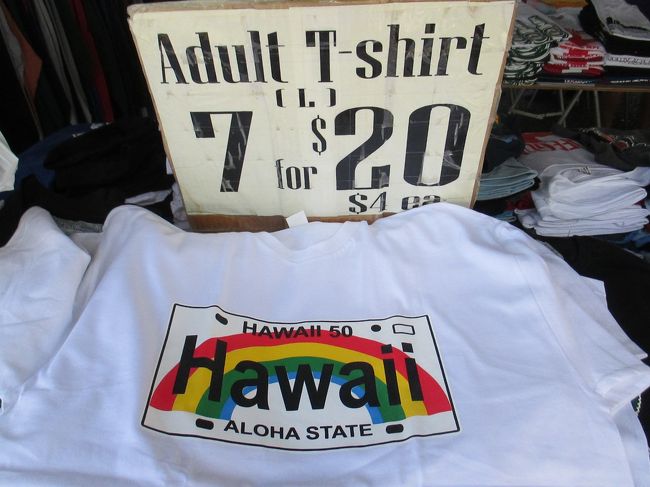 Adult T-shirt
( L )
7 for $20
$4 ea
HAWAII 50
Hawaii
ALOHA STATE